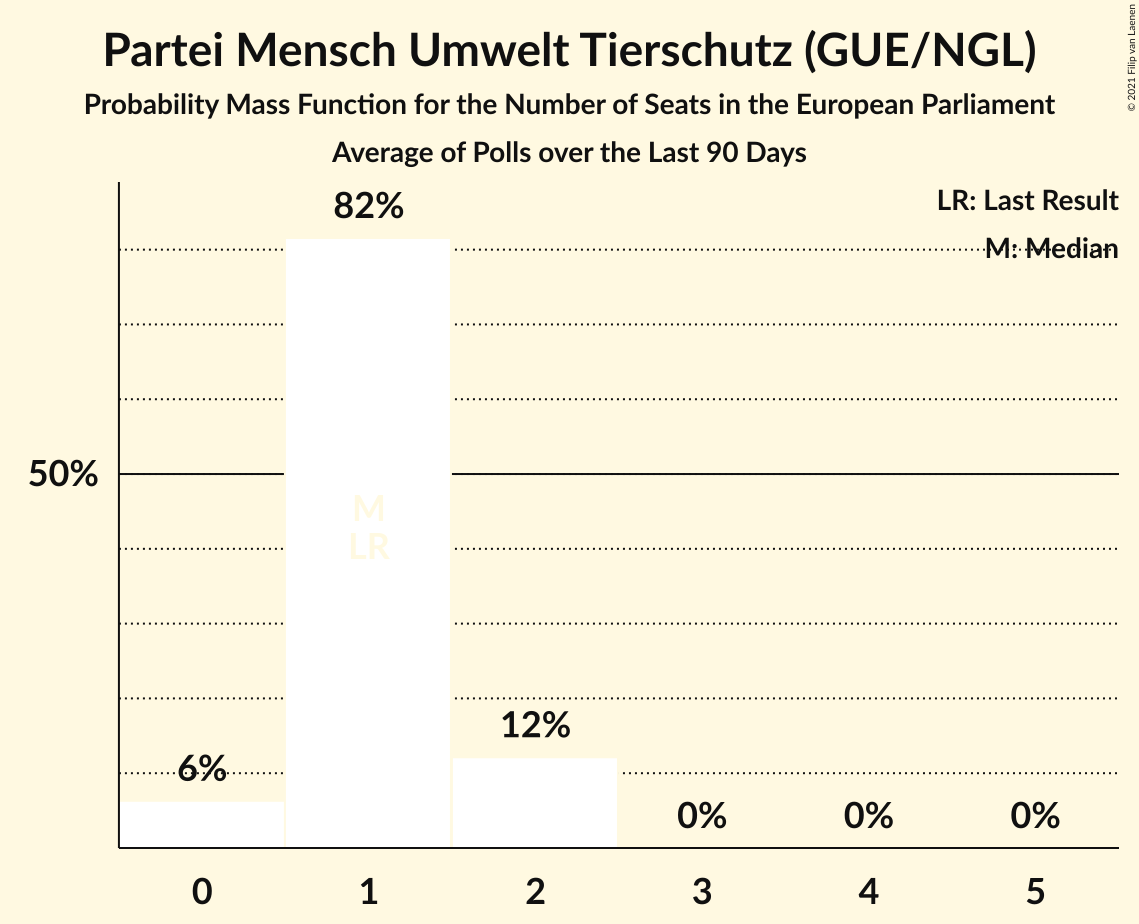 Partei Mensch Umwelt Tierschutz (GUE/NGL)
Probability Mass Function for the Number of Seats in the European Parliament
Average of Polls over the Last 90 Days
© 2021 Filip van Laenen
LR: Last Result
M: Median
82%
50%
M
LR
12%
6%
0%
0%
0%
0
1
2
3
4
5